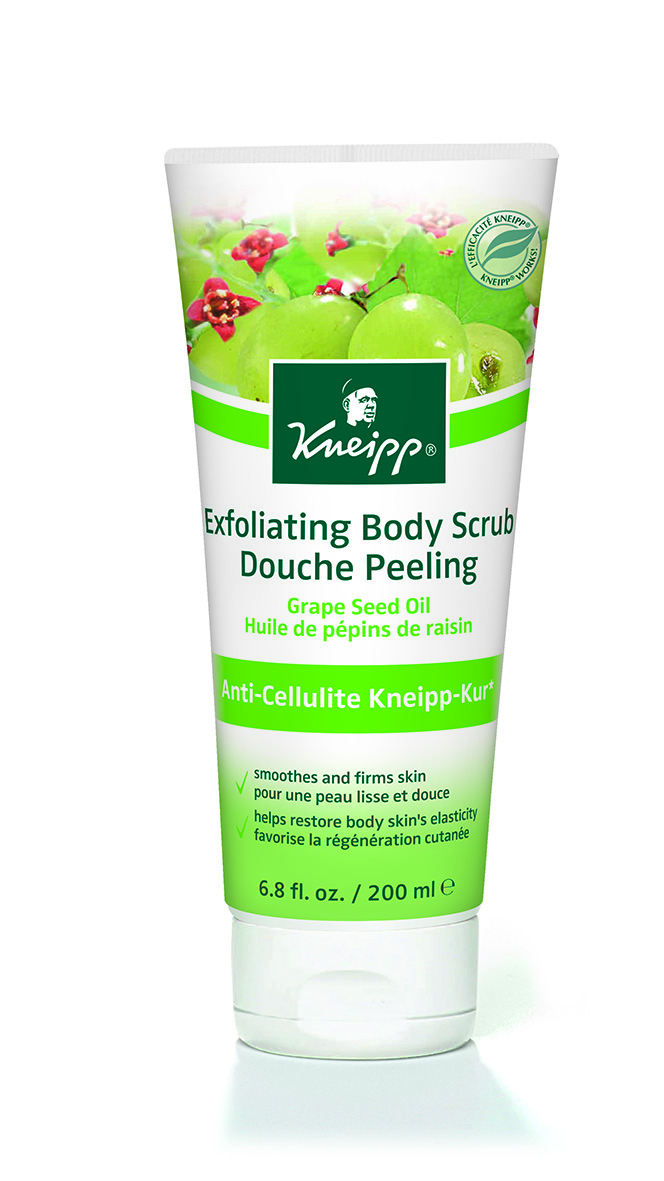 L'EFFICACITÉ KNEIPP®
KNEIPP® WORKS!
Kneipp®
Exfoliating Body Scrub
Douche Peeling
Grape Seed Oil
Huile de pépins de raisin
Anti-Cellulite Kneipp-Kur*
smoothes and firms skin
pour une peau lisse et douce
helps restore body skin's elasticity
favorise la régénération cutanée
6.8 fl. oz. / 200 ml ℮